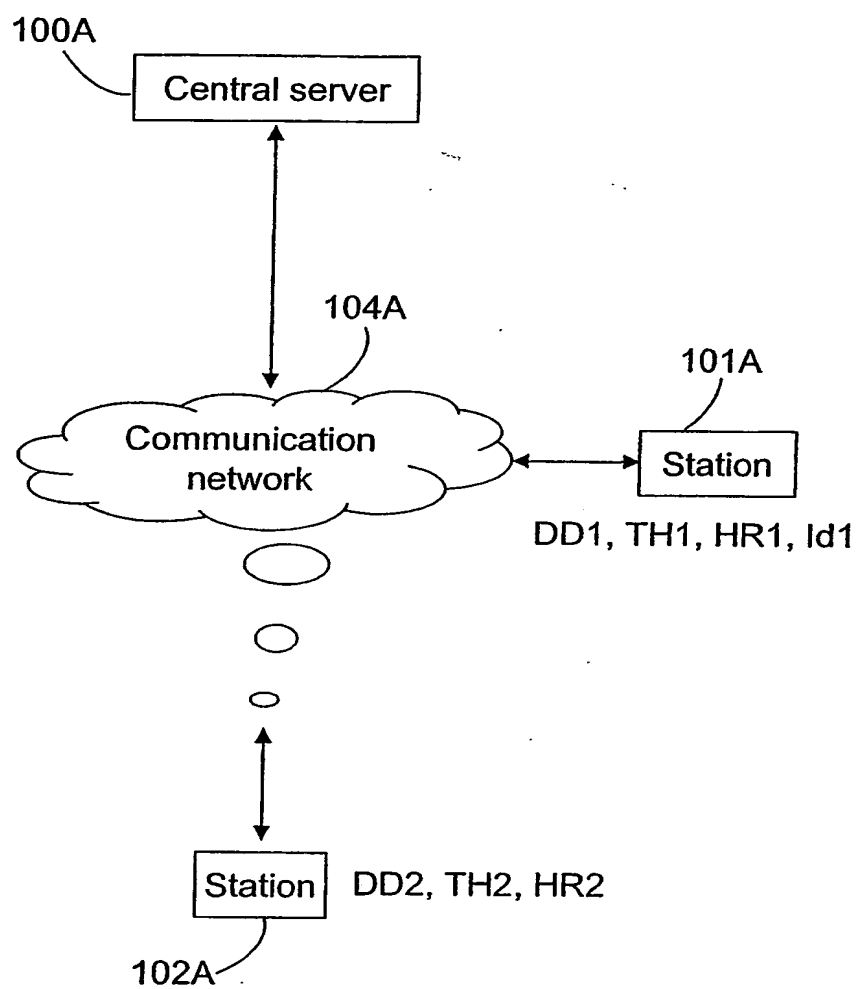 100A
Central server
104A
101A
Communication
network
Station
DD1, TH1, HR1, Id1
Station
DD2, TH2, HR2
102A